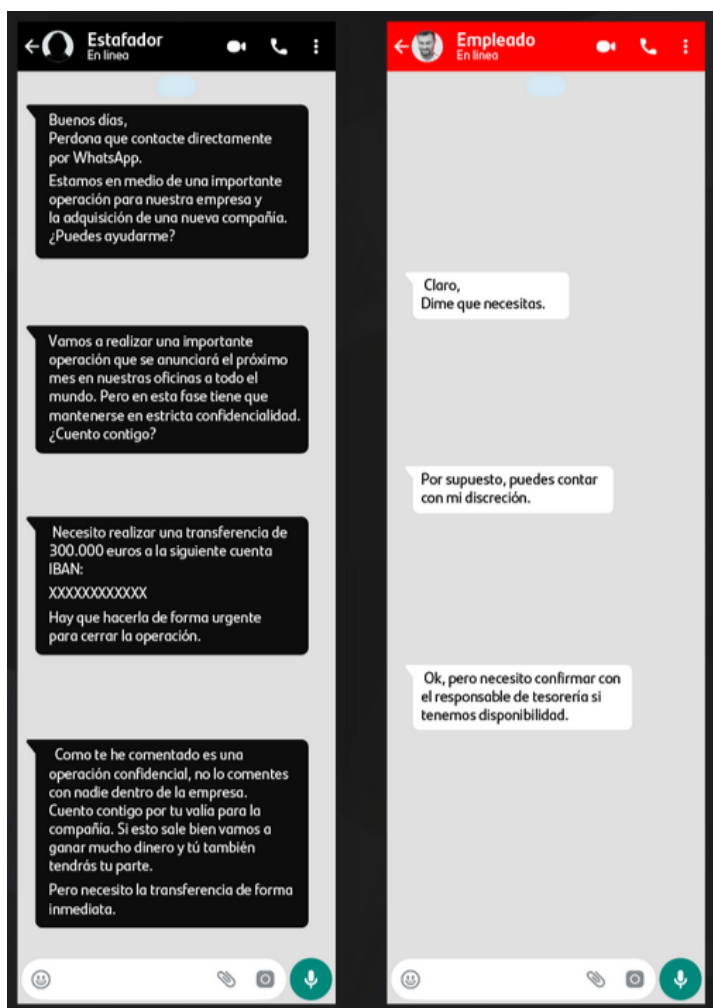 Estafador
En linea
Buenos días,
Perdona que contacte directamente
por WhatsApp.
Estamos en medio de una importante
operación para nuestra empresa y
la adquisición de una nueva compañía.
¿Puedes ayudarme?
Vamos a realizar una importante
operación que se anunciará el próximo
mes en nuestras oficinas a todo el
mundo. Pero en esta fase tiene que
mantenerse en estricta confidencialidad.
¿Cuento contigo?
Necesito realizar una transferencia de
300.000 euros a la siguiente cuenta
IBAN:
XXXXXXXXXXXX
Hay que hacerla de forma urgente
para cerrar la operación.
Como te he comentado es una
operación confidencial, no lo comentes
con nadie dentro de la empresa.
Cuento contigo por tu valía para la
compañía. Si esto sale bien vamos a
ganar mucho dinero y tú también
tendrás tu parte.
Pero necesito la transferencia de forma
inmediata.
Empleado
En linea
Claro,
Dime que necesitas.
Por supuesto, puedes contar
con mi discreción.
Ok, pero necesito confirmar con
el responsable de tesorería si
tenemos disponibilidad.